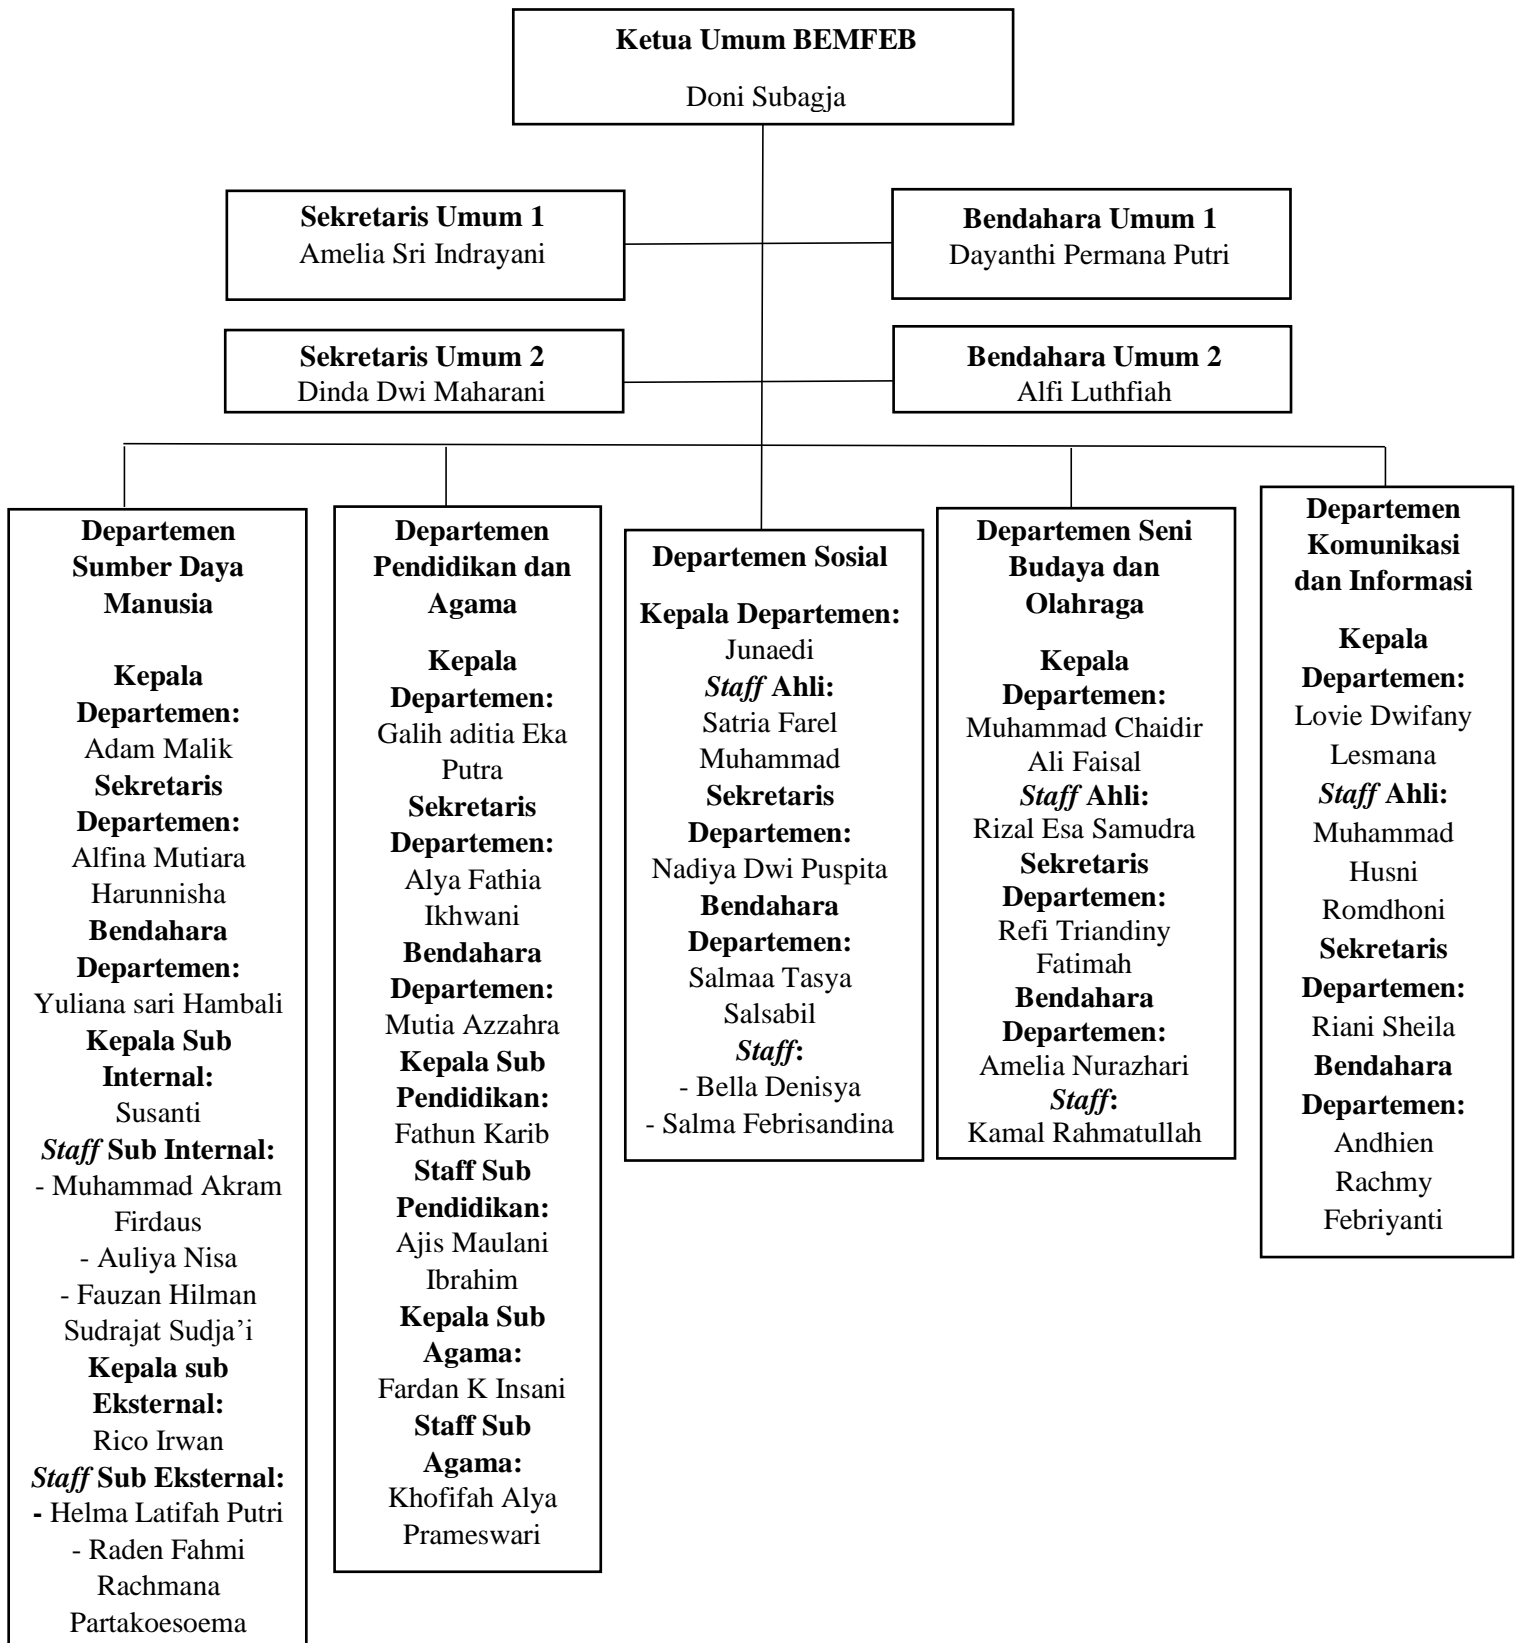 Ketua Umum BEMFEB
Doni Subagja
Sekretaris Umum 1
Amelia Sri Indrayani
Bendahara Umum 1
Dayanthi Permana Putri
Sekretaris Umum 2
Dinda Dwi Maharani
Bendahara Umum 2
Alfi Luthfiah
Departemen
Sumber Daya
Manusia
Kepala
Departemen:
Adam Malik
Sekretaris
Departemen:
Alfina Mutiara
Harunnisha
Bendahara
Departemen:
Yuliana sari Hambali
Kepala Sub
Internal:
Susanti
Staff Sub Internal:
- Muhammad Akram
Firdaus
- Auliya Nisa
- Fauzan Hilman
Sudrajat Sudja’i
Kepala sub
Eksternal:
Rico Irwan
Staff Sub Eksternal:
- Helma Latifah Putri
- Raden Fahmi
Rachmana
Partakoesoema
Departemen
Pendidikan dan
Agama
Kepala
Departemen:
Galih aditia Eka
Putra
Sekretaris
Departemen:
Alya Fathia
Ikhwani
Bendahara
Departemen:
Mutia Azzahra
Kepala Sub
Pendidikan:
Fathun Karib
Staff Sub
Pendidikan:
Ajis Maulani
Ibrahim
Kepala Sub
Agama:
Fardan K Insani
Staff Sub
Agama:
Khofifah Alya
Prameswari
Departemen Sosial
Kepala Departemen:
Junaedi
Staff Ahli:
Satria Farel
Muhammad
Sekretaris
Departemen:
Nadiya Dwi Puspita
Bendahara
Departemen:
Salmaa Tasya
Salsabil
Staff:
- Bella Denisya
- Salma Febrisandina
Departemen Seni
Budaya dan
Olahraga
Kepala
Departemen:
Muhammad Chaidir
Ali Faisal
Staff Ahli:
Rizal Esa Samudra
Sekretaris
Departemen:
Refi Triandiny
Fatimah
Bendahara
Departemen:
Amelia Nurazhari
Staff:
Kamal Rahmatullah
Departemen
Komunikasi
dan Informasi
Kepala
Departemen:
Lovie Dwifany
Lesmana
Staff Ahli:
Muhammad
Husni
Romdhoni
Sekretaris
Departemen:
Riani Sheila
Bendahara
Departemen:
Andhien
Rachmy
Febriyanti